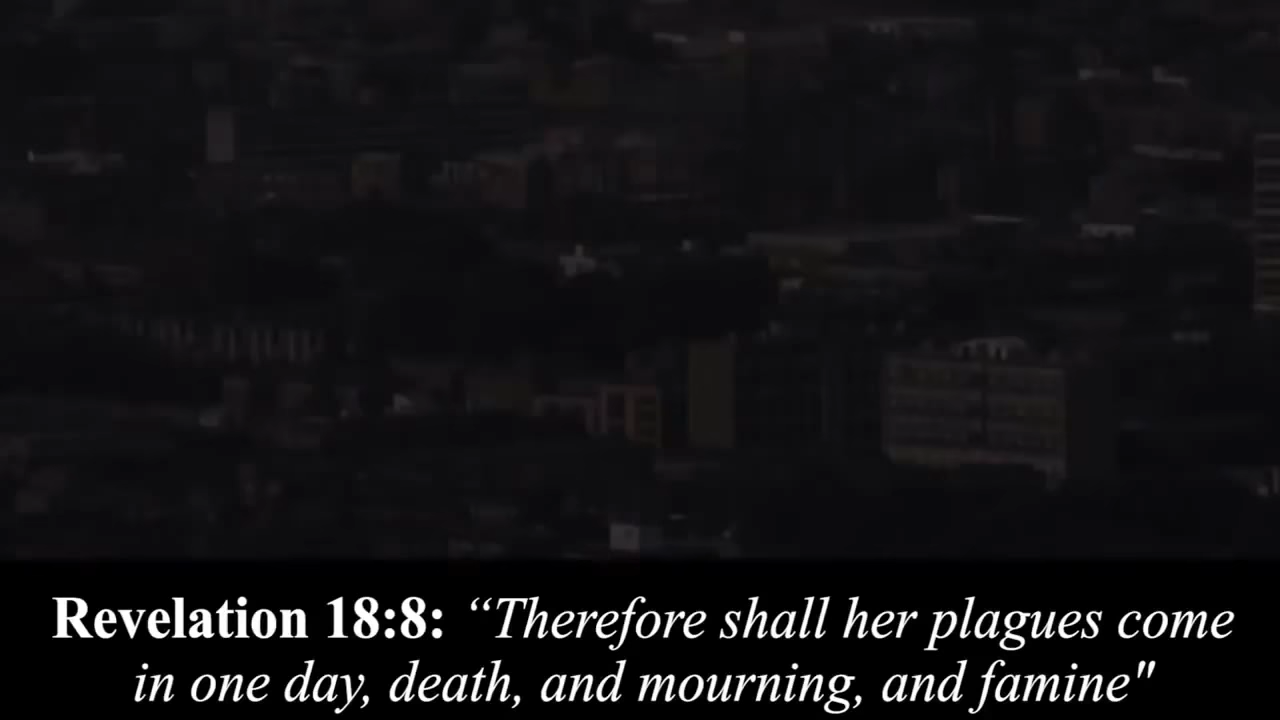 Revelation 18:8: “Therefore shall her plagues come
in one day, death, and mourning, and famine"